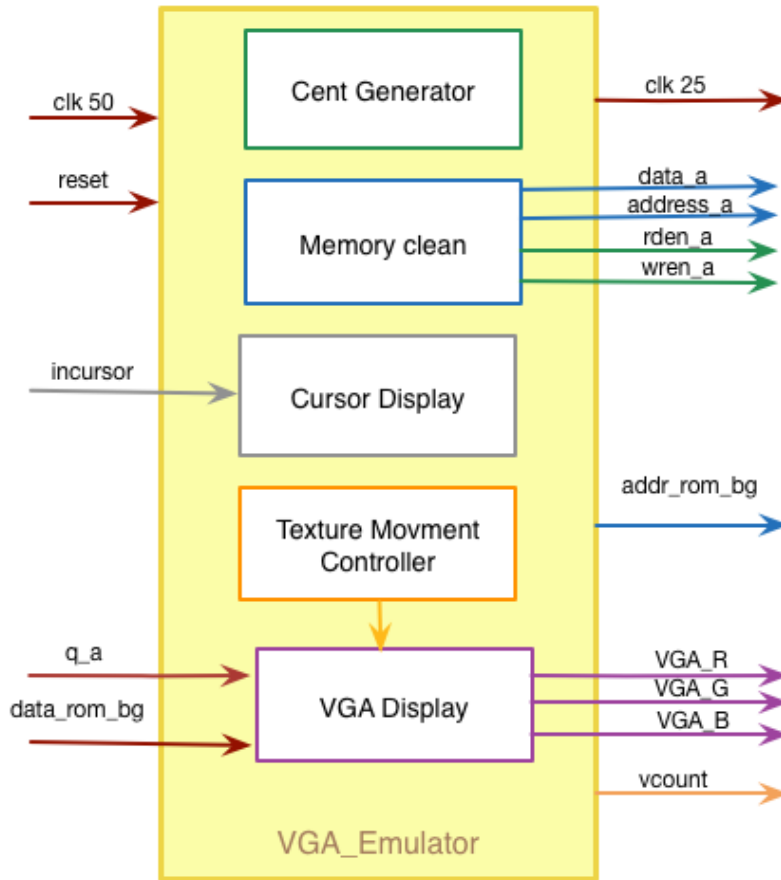 Cent Generator
clk 50
clk 25
reset
Memory clean
data_a
address_a
rden_a
wren_a
incursor
Cursor Display
addr_rom_bg
Texture Movment
Controller
q_a
data_rom_bg
VGA Display
VGA_R
VGA_G
VGA_B
vcount
VGA_Emulator